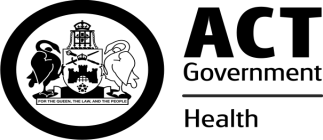 FOR THE QUEEN, THE LAW, AND THE PEOPLE
ACT
Government
Health